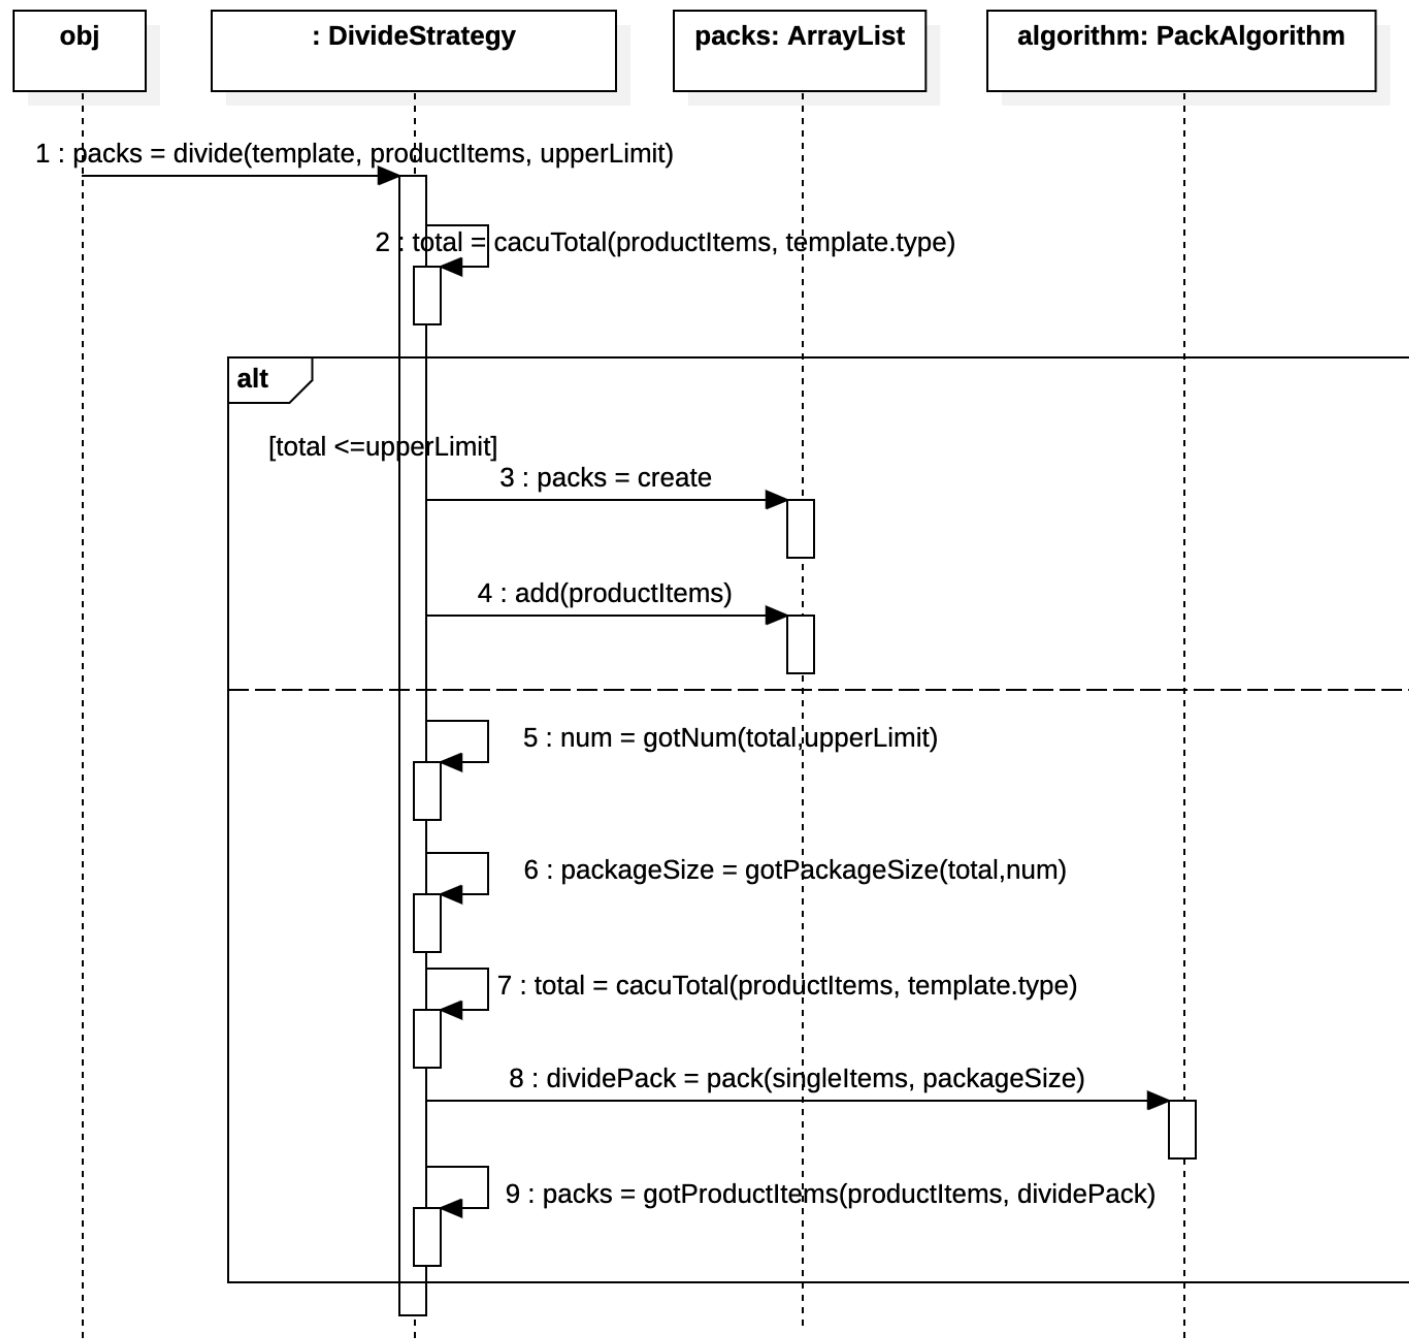 obj
: DivideStrategy
packs: ArrayList
algorithm: PackAlgorithm
1 : packs = divide(template, productItems, upperLimit)
2 : total = cacuTotal(productItems, template.type)
alt
[total <=upperLimit]
3 : packs = create
4 : add(productItems)
5 : num = gotNum(total,upperLimit)
6 : packageSize = gotPackageSize(total,num)
7 : total = cacuTotal(productItems, template.type)
8 : dividePack = pack(singleItems, packageSize)
9 : packs = gotProductItems(productItems, dividePack)